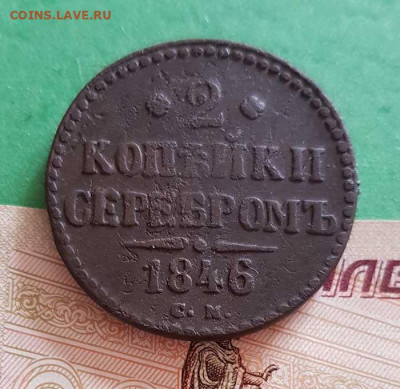 COINS.LAVE.RU
• 2 •
КОПѢЙКИ
СЕРЕБРОМЪ
1846
С. М.